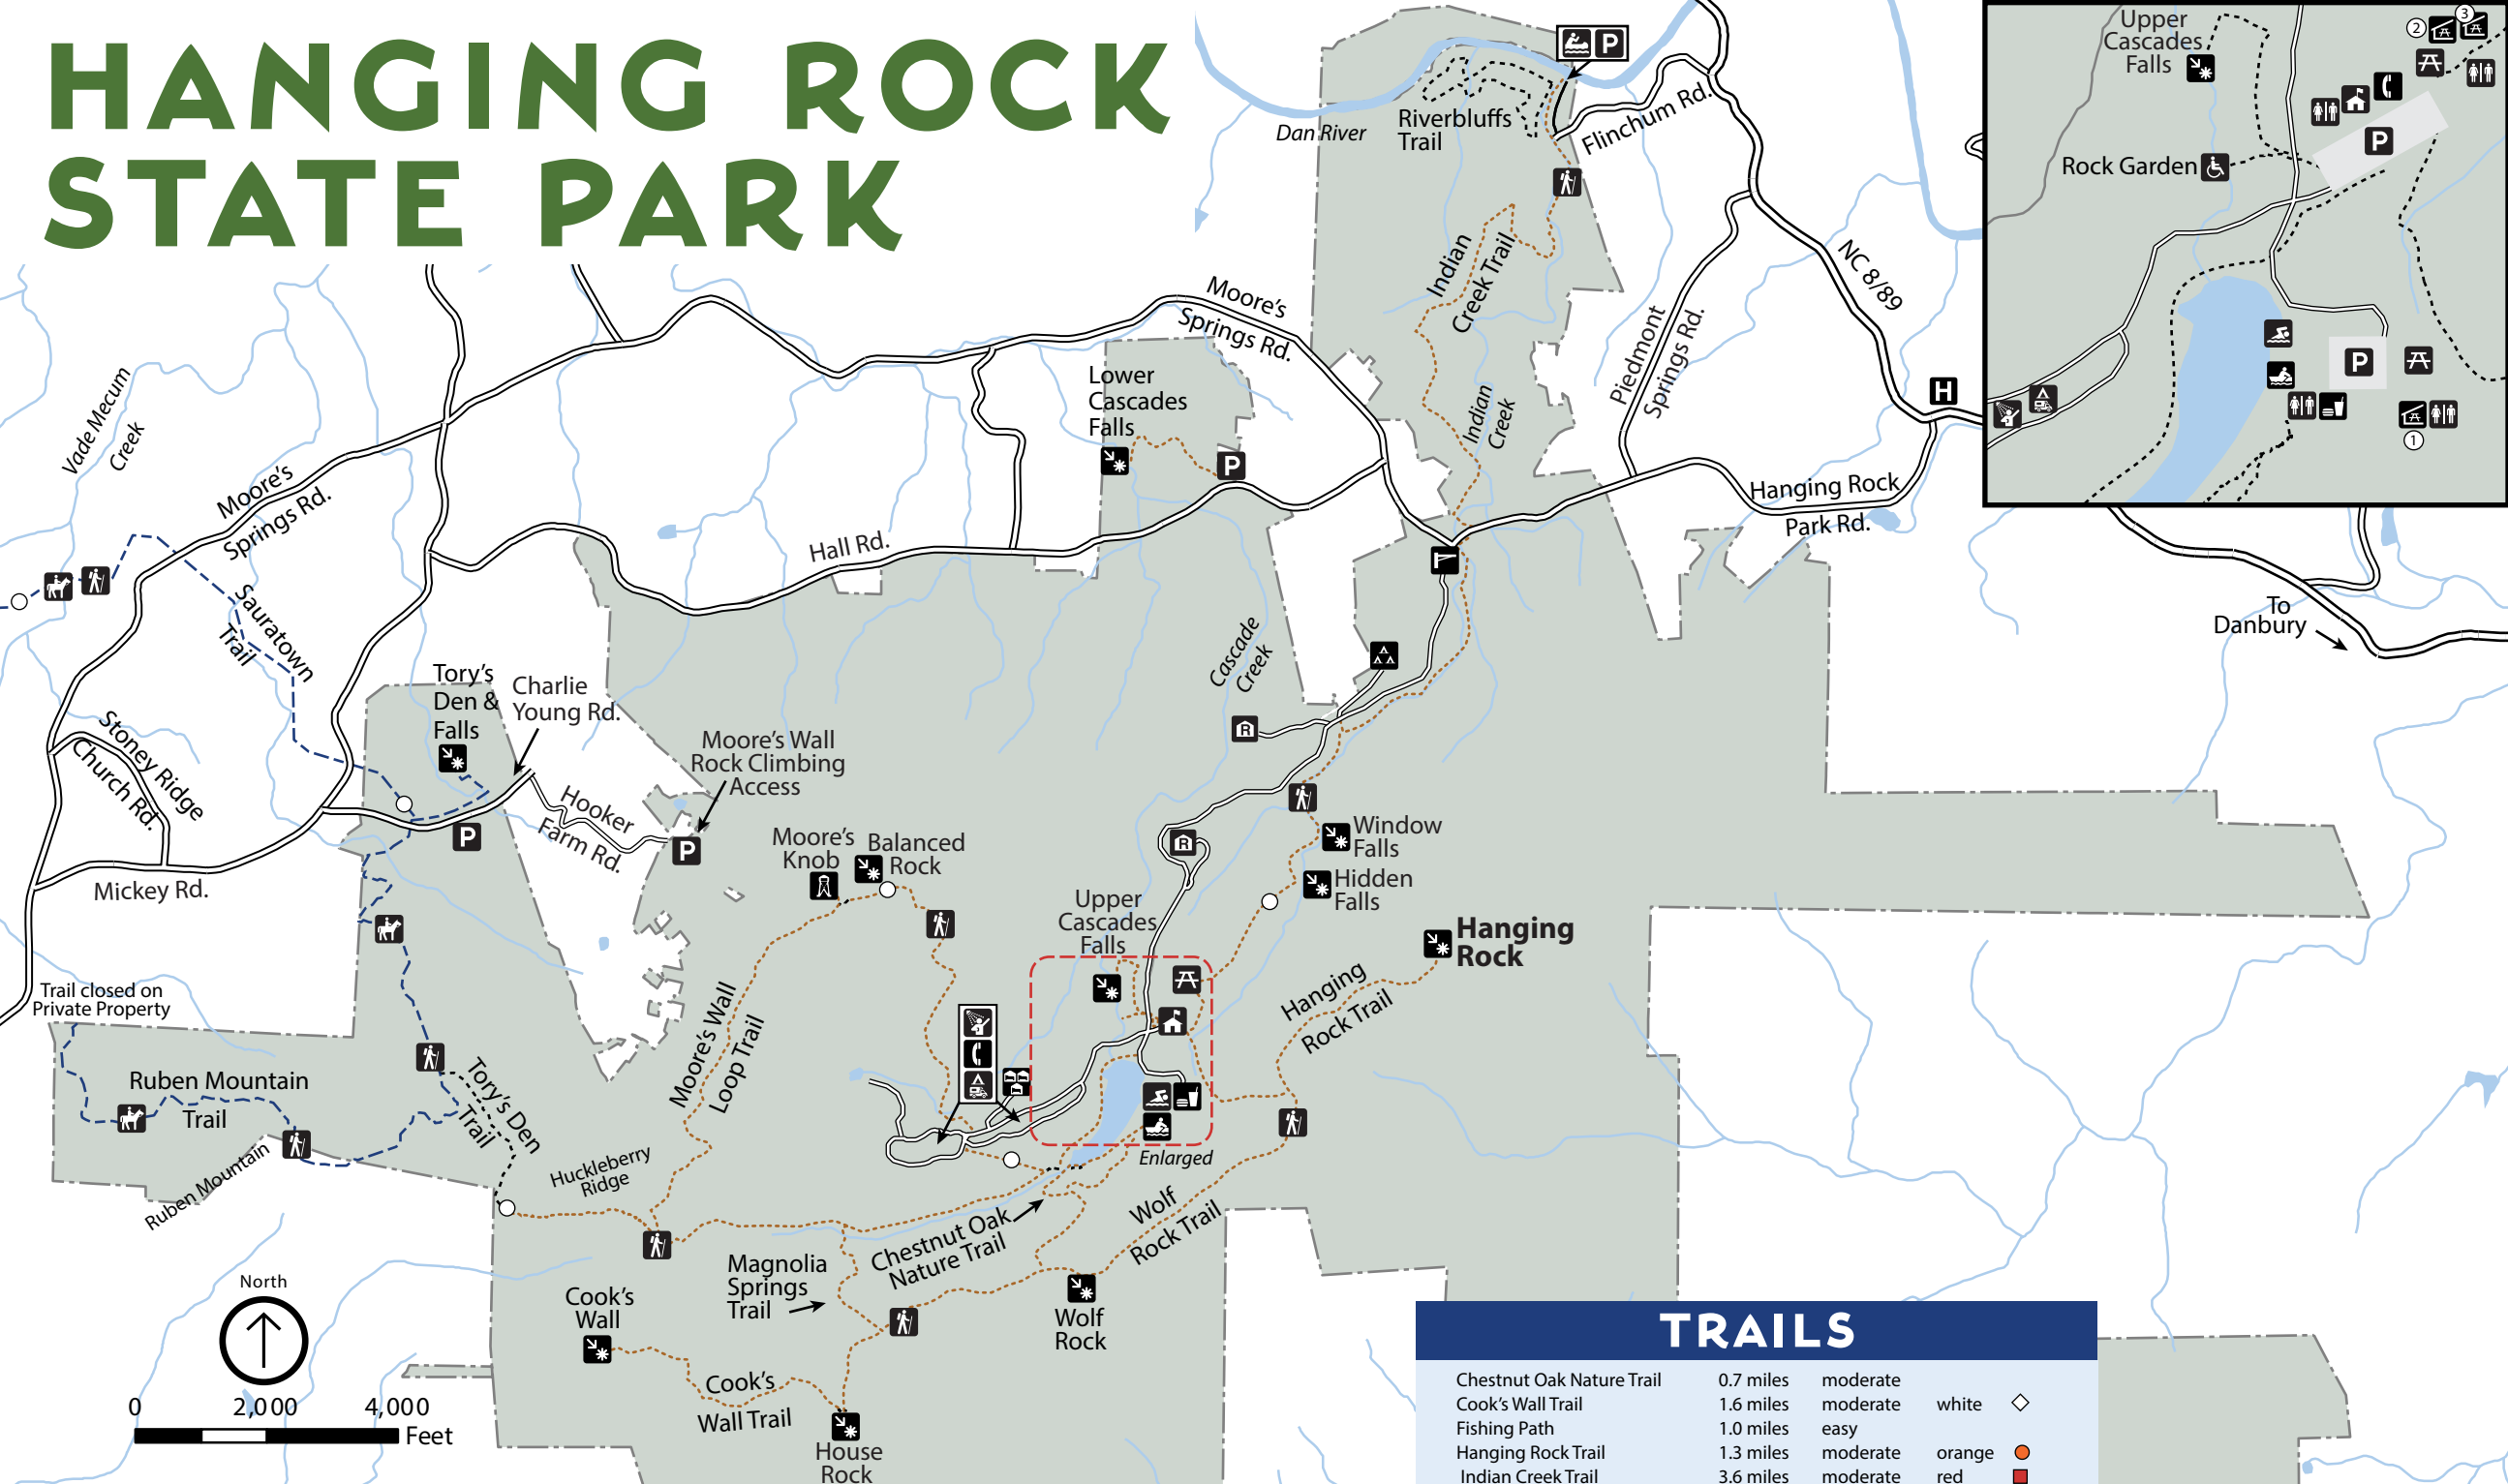 HANGING ROCK
STATE PARK
Dan River
Riverbluffs
Trail
P
Flinchum Rd.
Indian
Creek Trail
Indian
Creek
Piedmont
Springs Rd.
NC 8/89
H
Hanging Rock
Park Rd.
To
Danbury
Upper
Cascades
Falls
2
3
P
Rock Garden
P
1
Moore's
Springs Rd.
Lower
Cascades
Falls
P
Hall Rd.
Vade Mecum
Creek
Moore's
Springs Rd.
Sauratown
Trail
Stoney Ridge
Church Rd.
Mickey Rd.
Tory's
Den &
Falls
Charlie
Young Rd.
P
Hooker
Farm Rd.
Moore's Wall
Rock Climbing
Access
P
Cascade
Creek
R
R
Moore's
Knob
Balanced
Rock
Window
Falls
Hidden
Falls
Upper
Cascades
Falls
Hanging
Rock
Hanging
Rock Trail
Moore's Wall
Loop Trail
Trail closed on
Private Property
Ruben Mountain
Trail
Ruben Mountain
Tory's Den
Trail
Huckleberry
Ridge
Enlarged
Wolf
Rock Trail
Chestnut Oak
Nature Trail
Magnolia
Springs
Trail
Wolf
Rock
Cook's
Wall
Cook's
Wall Trail
House
Rock
North
0 2,000 4,000
Feet
TRAILS
Chestnut Oak Nature Trail 0.7 miles moderate
Cook's Wall Trail 1.6 miles moderate white
Fishing Path 1.0 miles easy
Hanging Rock Trail 1.3 miles moderate orange
Indian Creek Trail 3.6 miles moderate red